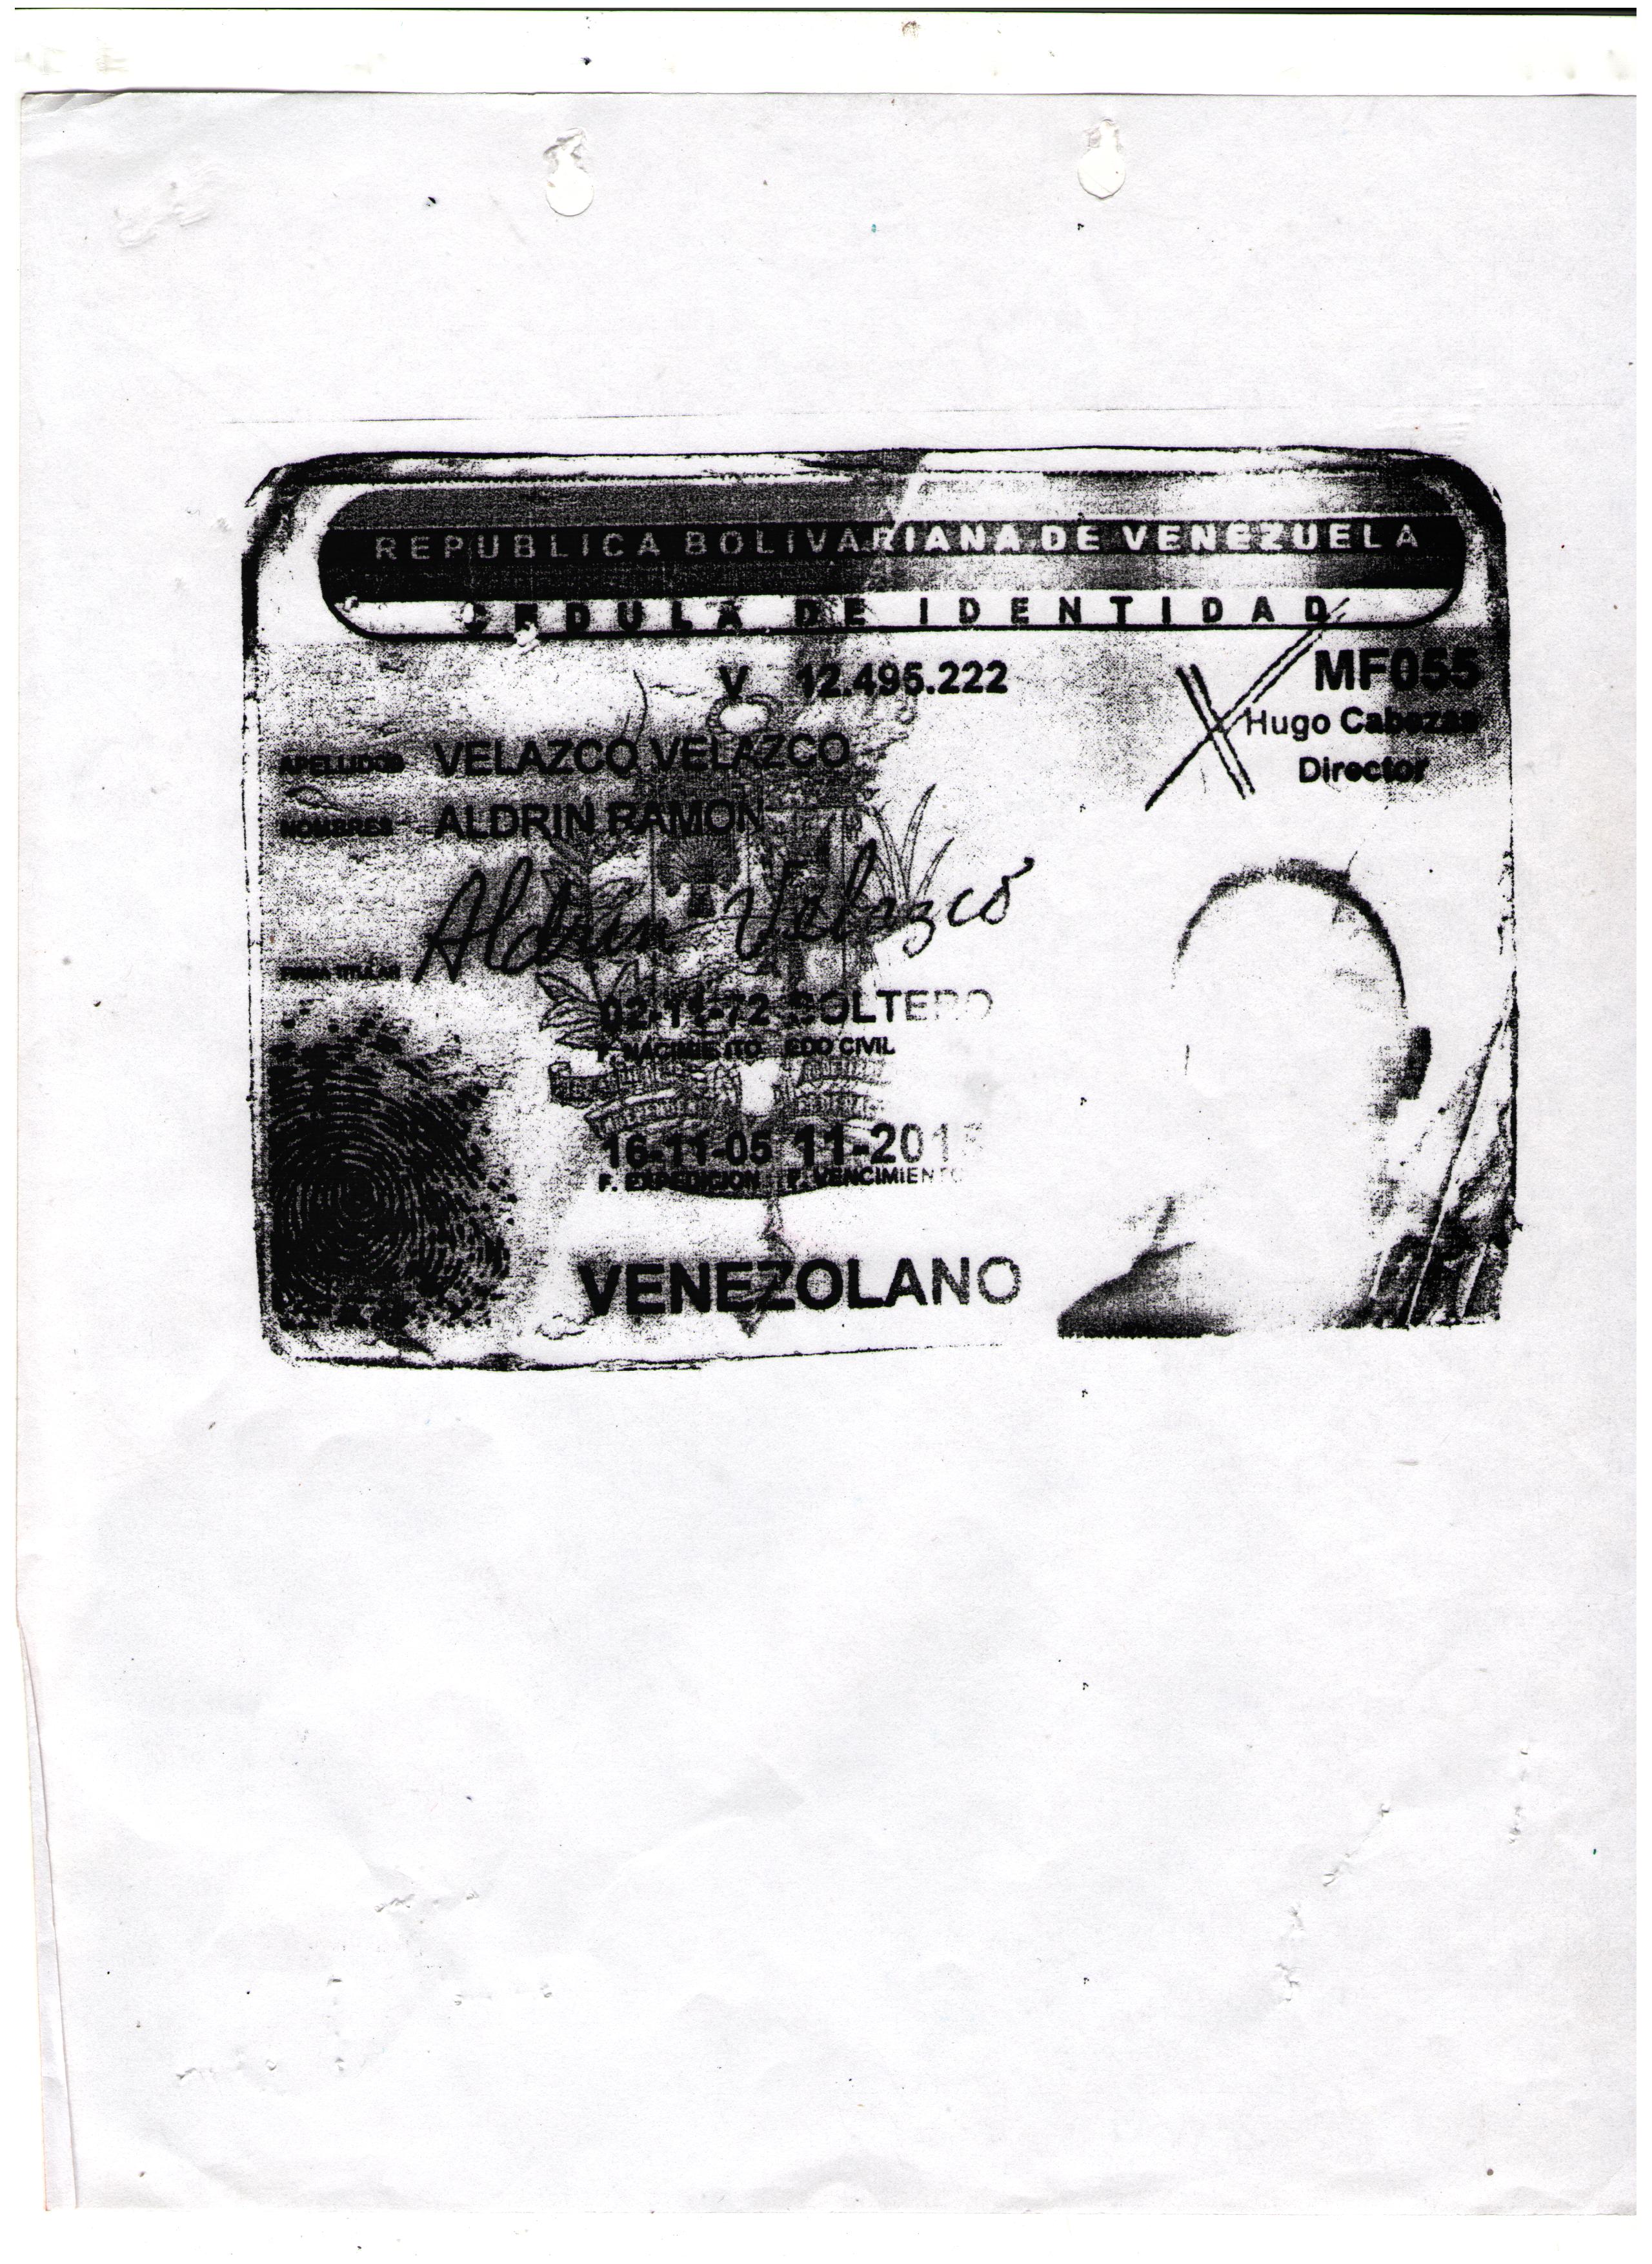 REPUBLICA BOLIVARIANA DE VENEZUELA
CEDULA DE IDENTIDAD
V 12.495.222
MF055
Hugo Cabezas
Director
APELLIDOS VELAZCO VELAZCO
NOMBRES ALDRIN RAMON
Aldrin Velazco
FIRMA TITULAR
02-11-72 SOLTERO
F. NACIMIENTO EDO CIVIL
16-11-05 11-2015
F. EXPEDICION F. VENCIMIENTO
VENEZOLANO